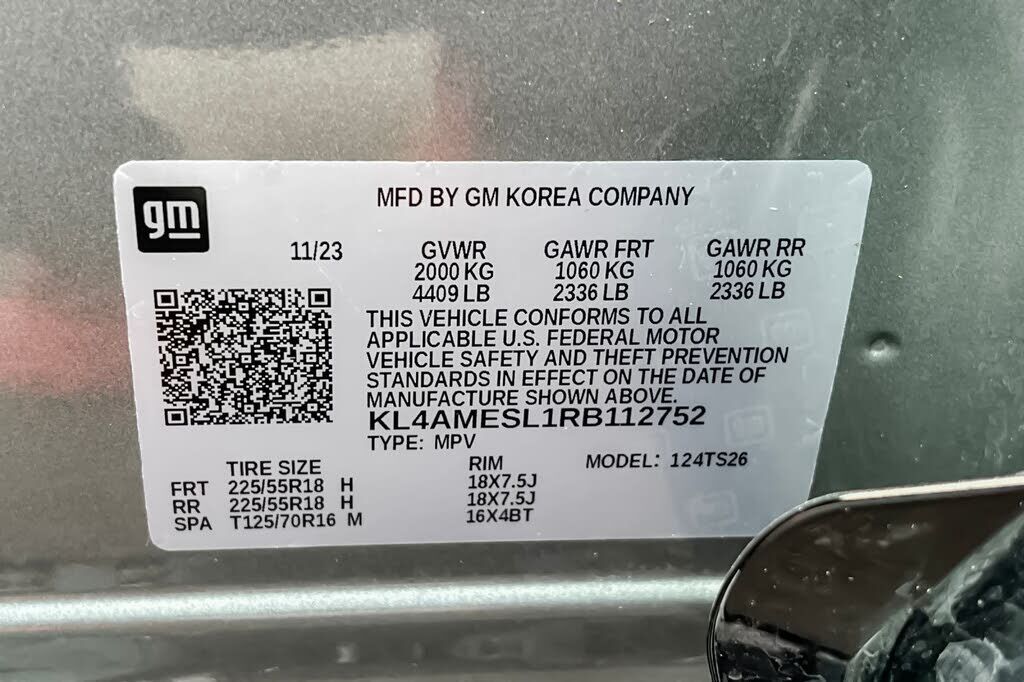 gm
MFD BY GM KOREA COMPANY
11/23 GVWR GAWR FRT GAWR RR
2000 KG 1060 KG 1060 KG
4409 LB 2336 LB 2336 LB
THIS VEHICLE CONFORMS TO ALL
APPLICABLE U.S. FEDERAL MOTOR
VEHICLE SAFETY AND THEFT PREVENTION
STANDARDS IN EFFECT ON THE DATE OF
MANUFACTURE SHOWN ABOVE.
KL4AMESL1RB112752
TYPE: MPV
TIRE SIZE RIM MODEL: 124TS26
FRT 225/55R18 H 18X7.5J
RR 225/55R18 H 18X7.5J
SPA T125/70R16 M 16X4BT